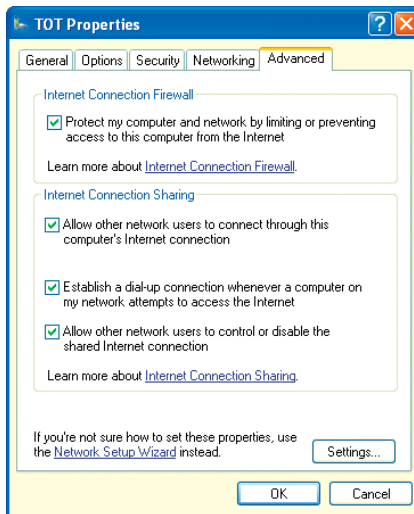 TOT Properties
General Options Security Networking Advanced
Internet Connection Firewall
Protect my computer and network by limiting or preventing
access to this computer from the Internet
Learn more about Internet Connection Firewall.
Internet Connection Sharing
Allow other network users to connect through this
computer's Internet connection
Establish a dial-up connection whenever a computer on
my network attempts to access the Internet
Allow other network users to control or disable the
shared Internet connection
Learn more about Internet Connection Sharing.
If you're not sure how to set these properties, use
the Network Setup Wizard instead.
Settings...
OK Cancel